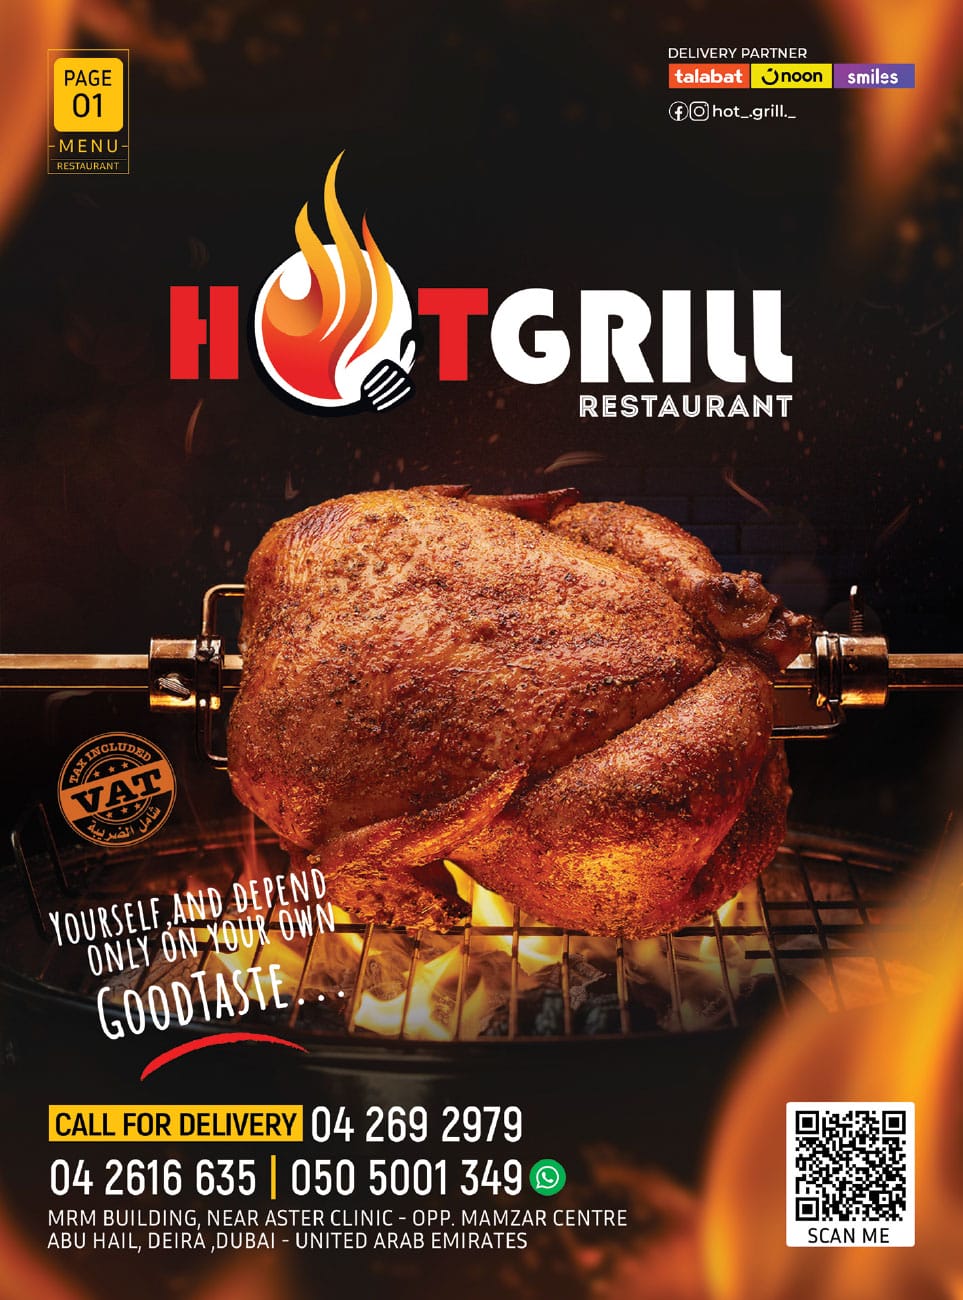 PAGE
01
MENU
RESTAURANT
DELIVERY PARTNER
talabat noon smiles
hot_.grill._
HOTGRILL
RESTAURANT
TAX INCLUDED
VAT
شامل الضريبة
YOURSELF,AND DEPEND
ONLY ON YOUR OWN
GOODTASTE...
CALL FOR DELIVERY 04 269 2979
04 2616 635 | 050 5001 349
MRM BUILDING, NEAR ASTER CLINIC - OPP. MAMZAR CENTRE
ABU HAIL, DEIRA ,DUBAI - UNITED ARAB EMIRATES
SCAN ME